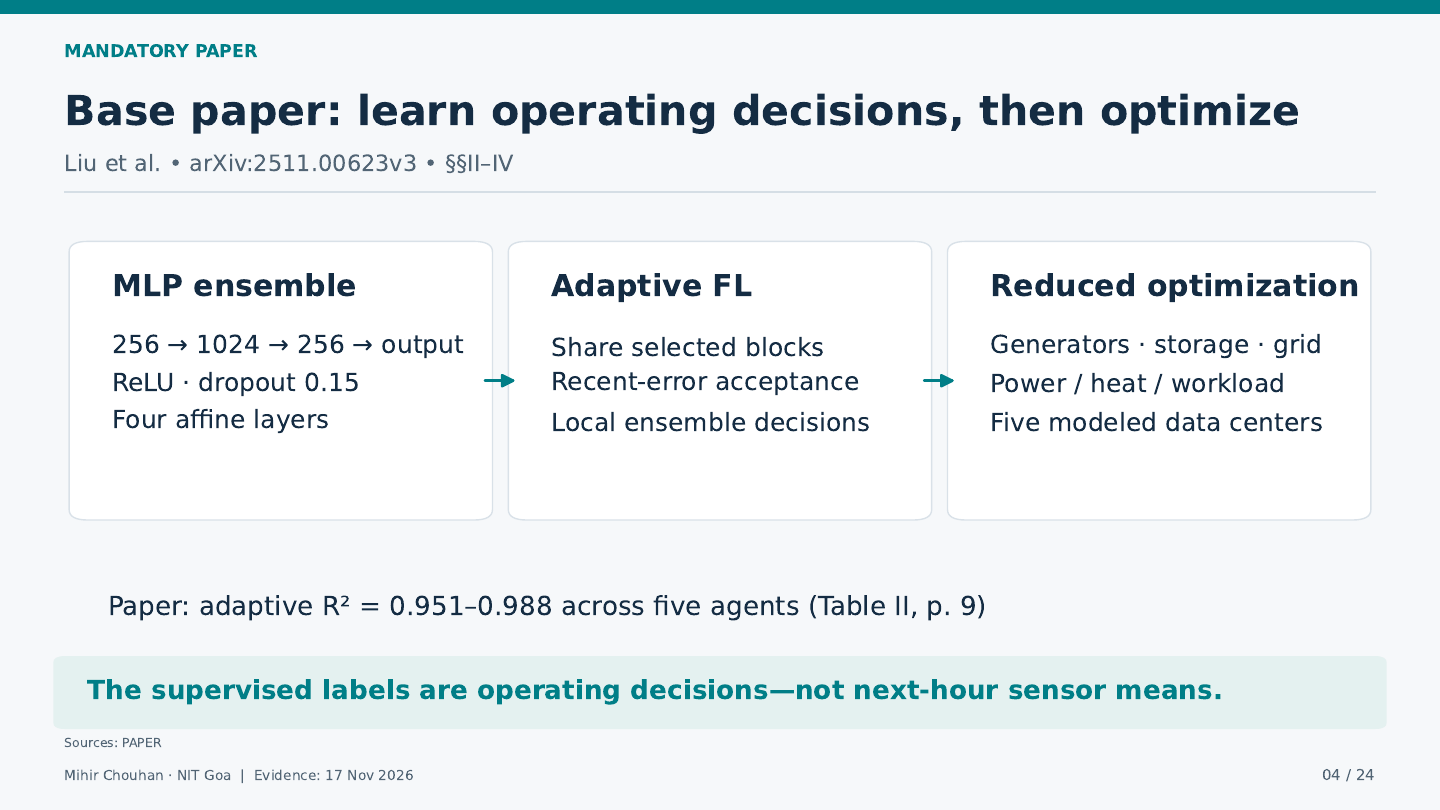 MANDATORY PAPER
Base paper: learn operating decisions, then optimize
Liu et al. • arXiv:2511.00623v3 • §§II–IV
MLP ensemble
256 → 1024 → 256 → output
ReLU · dropout 0.15
Four affine layers
Adaptive FL
Share selected blocks
Recent-error acceptance
Local ensemble decisions
Reduced optimization
Generators · storage · grid
Power / heat / workload
Five modeled data centers
Paper: adaptive R² = 0.951–0.988 across five agents (Table II, p. 9)
The supervised labels are operating decisions—not next-hour sensor means.
Sources: PAPER
Mihir Chouhan · NIT Goa | Evidence: 17 Nov 2026
04 / 24